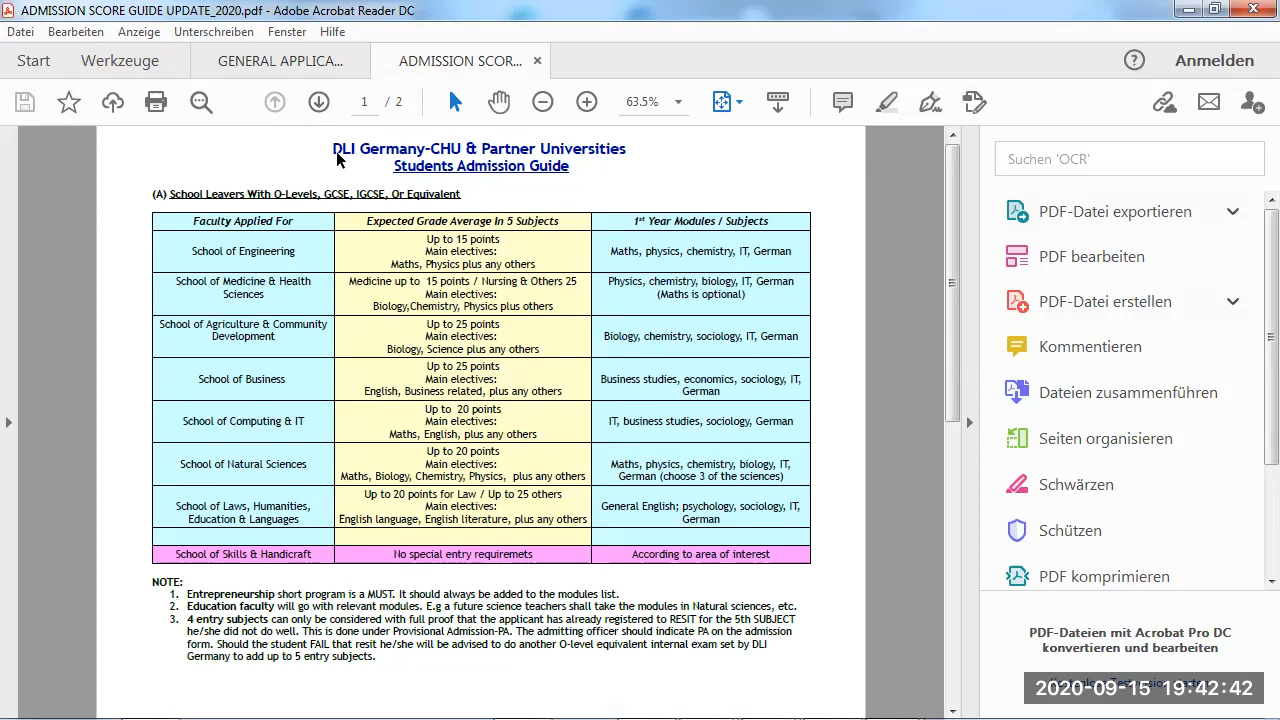 ADMISSION SCORE GUIDE UPDATE_2020.pdf - Adobe Acrobat Reader DC
Datei Bearbeiten Anzeige Unterschreiben Fenster Hilfe
Start Werkzeuge GENERAL APPLICA... ADMISSION SCOR... Anmelden
1 / 2 63.5%
DLI Germany-CHU & Partner Universities
Students Admission Guide
(A) School Leavers With O-Levels, GCSE, IGCSE, Or Equivalent
Faculty Applied For
Expected Grade Average In 5 Subjects
1st Year Modules / Subjects
School of Engineering
Up to 15 points
Main electives:
Maths, Physics plus any others
Maths, physics, chemistry, IT, German
School of Medicine & Health
Sciences
Medicine up to 15 points / Nursing & Others 25
Main electives:
Biology,Chemistry, Physics plus others
Physics, chemistry, biology, IT, German
(Maths is optional)
School of Agriculture & Community
Development
Up to 25 points
Main electives:
Biology, Science plus any others
Biology, chemistry, sociology, IT, German
School of Business
Up to 25 points
Main electives:
English, Business related, plus any others
Business studies, economics, sociology, IT,
German
School of Computing & IT
Up to 20 points
Main electives:
Maths, English, plus any others
IT, business studies, sociology, German
School of Natural Sciences
Up to 20 points
Main electives:
Maths, Biology, Chemistry, Physics, plus any others
Maths, physics, chemistry, biology, IT,
German (choose 3 of the sciences)
School of Laws, Humanities,
Education & Languages
Up to 20 points for Law / Up to 25 others
Main electives:
English language, English literature, plus any others
General English; psychology, sociology, IT,
German
School of Skills & Handicraft
No special entry requiremets
According to area of interest
NOTE:
1. Entrepreneurship short program is a MUST. It should always be added to the modules list.
2. Education faculty will go with relevant modules. E.g a future science teachers shall take the modules in Natural sciences, etc.
3. 4 entry subjects can only be considered with full proof that the applicant has already registered to RESIT for the 5th SUBJECT
he/she did not do well. This is done under Provisional Admission-PA. The admitting officer should indicate PA on the admission
form. Should the student FAIL that resit he/she will be advised to do another O-level equivalent internal exam set by DLI
Germany to add up to 5 entry subjects.
Suchen 'OCR'
PDF-Datei exportieren
PDF bearbeiten
PDF-Datei erstellen
Kommentieren
Dateien zusammenführen
Seiten organisieren
Schwärzen
Schützen
PDF komprimieren
PDF-Dateien mit Acrobat Pro DC
konvertieren und bearbeiten
2020-09-15 19:42:42